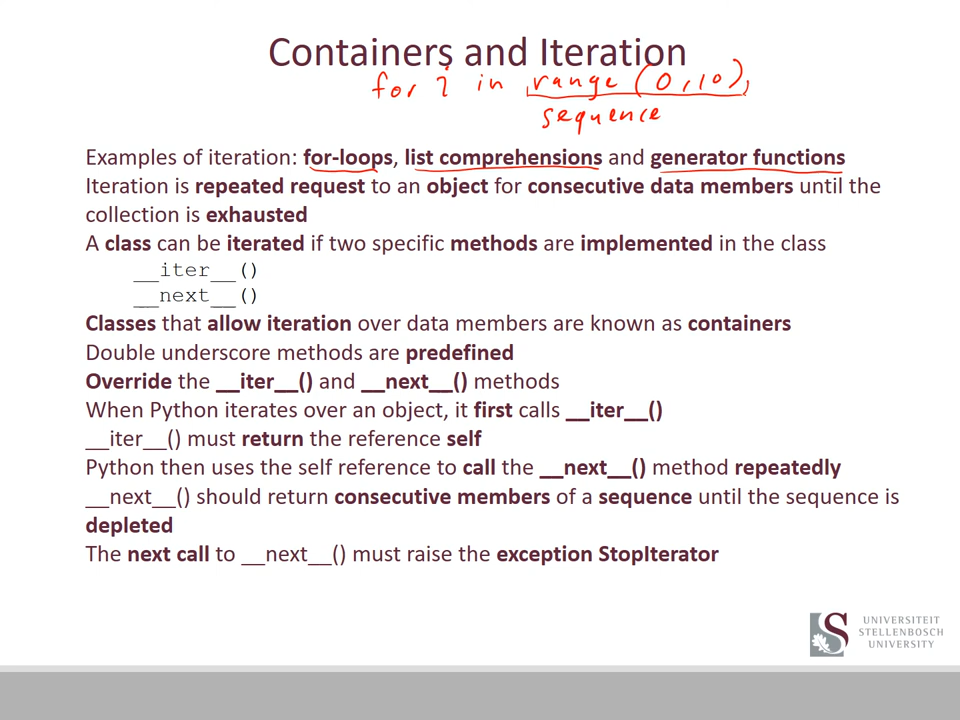 Containers and Iteration
for i in range (0,10),
sequence
Examples of iteration: for-loops, list comprehensions and generator functions
Iteration is repeated request to an object for consecutive data members until the
collection is exhausted
A class can be iterated if two specific methods are implemented in the class
__iter__()
__next__()
Classes that allow iteration over data members are known as containers
Double underscore methods are predefined
Override the __iter__() and __next__() methods
When Python iterates over an object, it first calls __iter__()
__iter__() must return the reference self
Python then uses the self reference to call the __next__() method repeatedly
__next__() should return consecutive members of a sequence until the sequence is
depleted
The next call to __next__() must raise the exception StopIterator
UNIVERSITEIT
STELLENBOSCH
UNIVERSITY